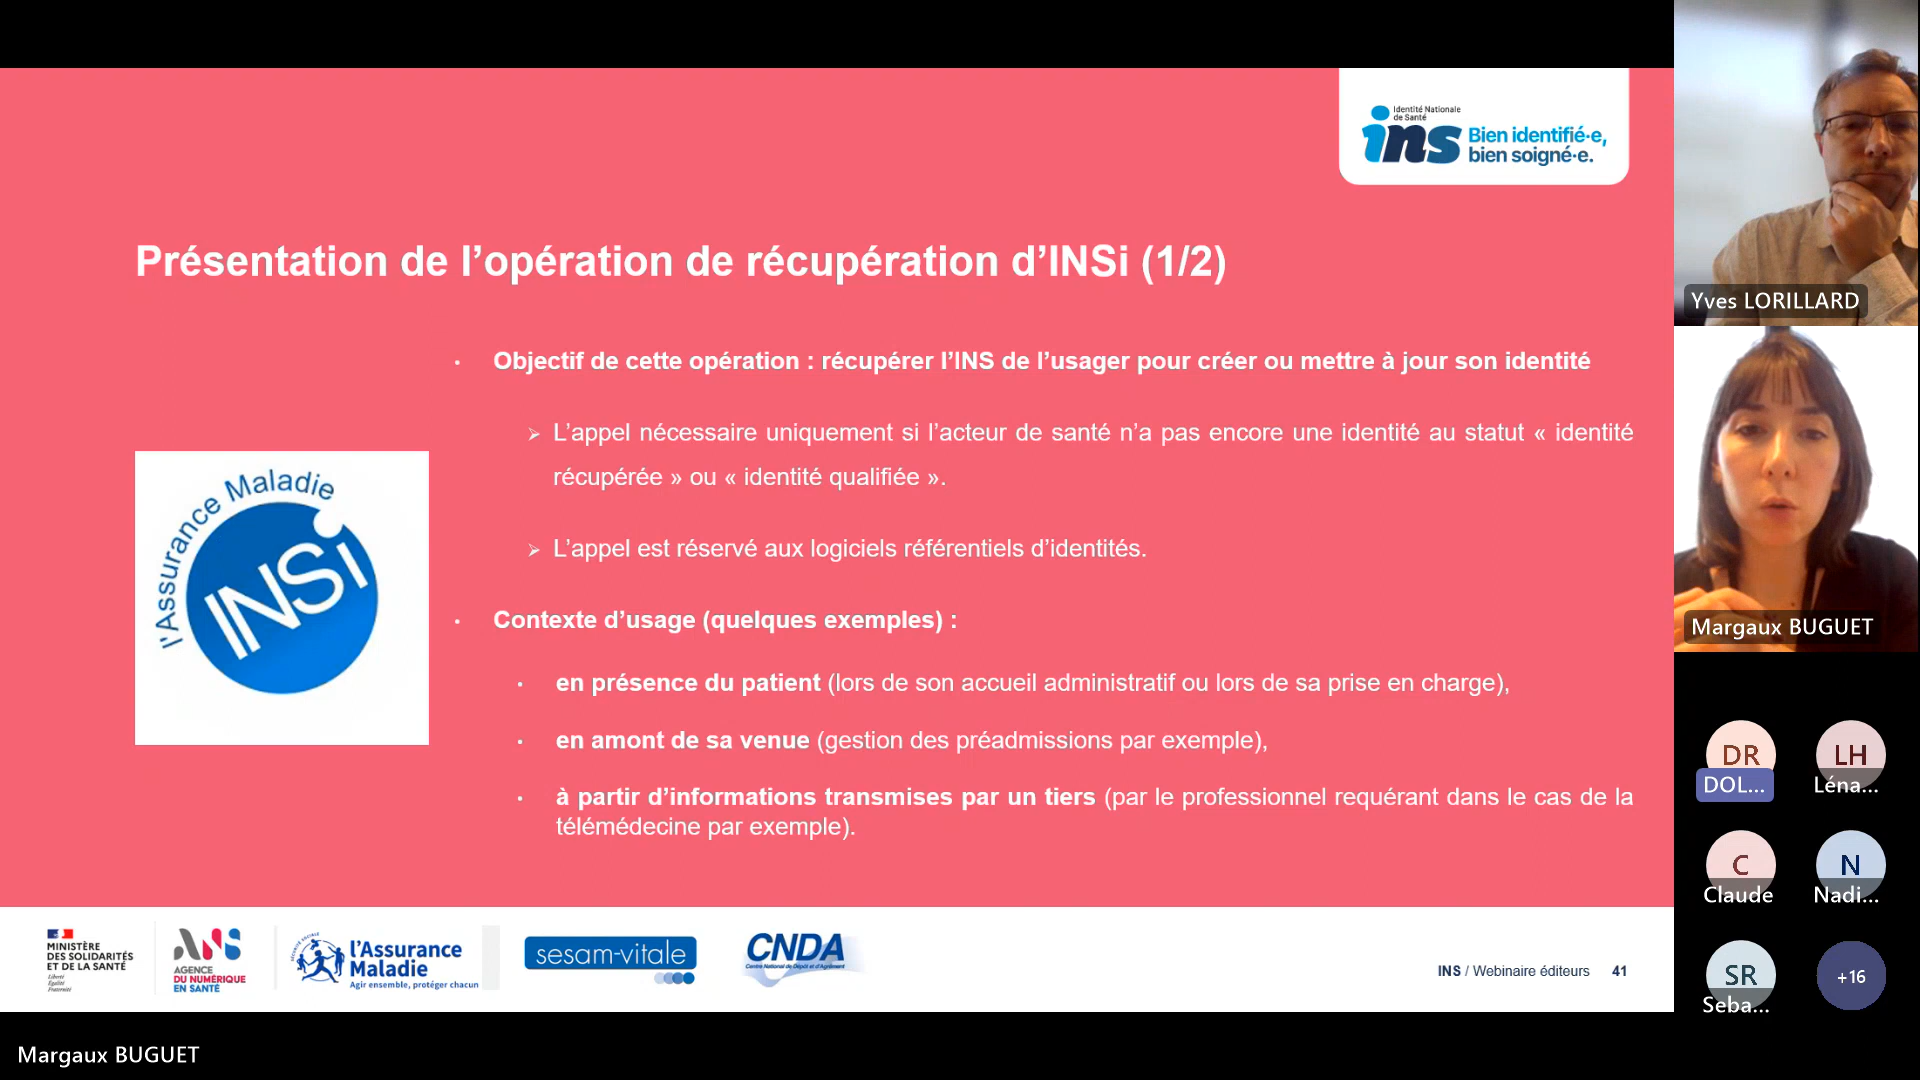 Identité Nationale
de Santé
ins
Bien identifié·e,
bien soigné·e.
Présentation de l’opération de récupération d’INSi (1/2)
• Objectif de cette opération : récupérer l’INS de l’usager pour créer ou mettre à jour son identité
➢ L’appel nécessaire uniquement si l’acteur de santé n’a pas encore une identité au statut « identité
récupérée » ou « identité qualifiée ».
➢ L’appel est réservé aux logiciels référentiels d’identités.
l'Assurance Maladie
INSi
• Contexte d’usage (quelques exemples) :
• en présence du patient (lors de son accueil administratif ou lors de sa prise en charge),
• en amont de sa venue (gestion des préadmissions par exemple),
• à partir d’informations transmises par un tiers (par le professionnel requérant dans le cas de la
télémédecine par exemple).
MINISTÈRE
DES SOLIDARITÉS
ET DE LA SANTÉ
Liberté
Égalité
Fraternité
ANS
AGENCE
DU NUMÉRIQUE
EN SANTÉ
SÉCURITÉ SOCIALE
l’Assurance
Maladie
Agir ensemble, protéger chacun
sesam-vitale
CNDA
Centre National de Dépôt et d'Agrément
INS / Webinaire éditeurs 41
Yves LORILLARD
Margaux BUGUET
DR
DOL...
LH
Léna...
C
Claude
N
Nadi...
SR
Seba...
+16
Margaux BUGUET